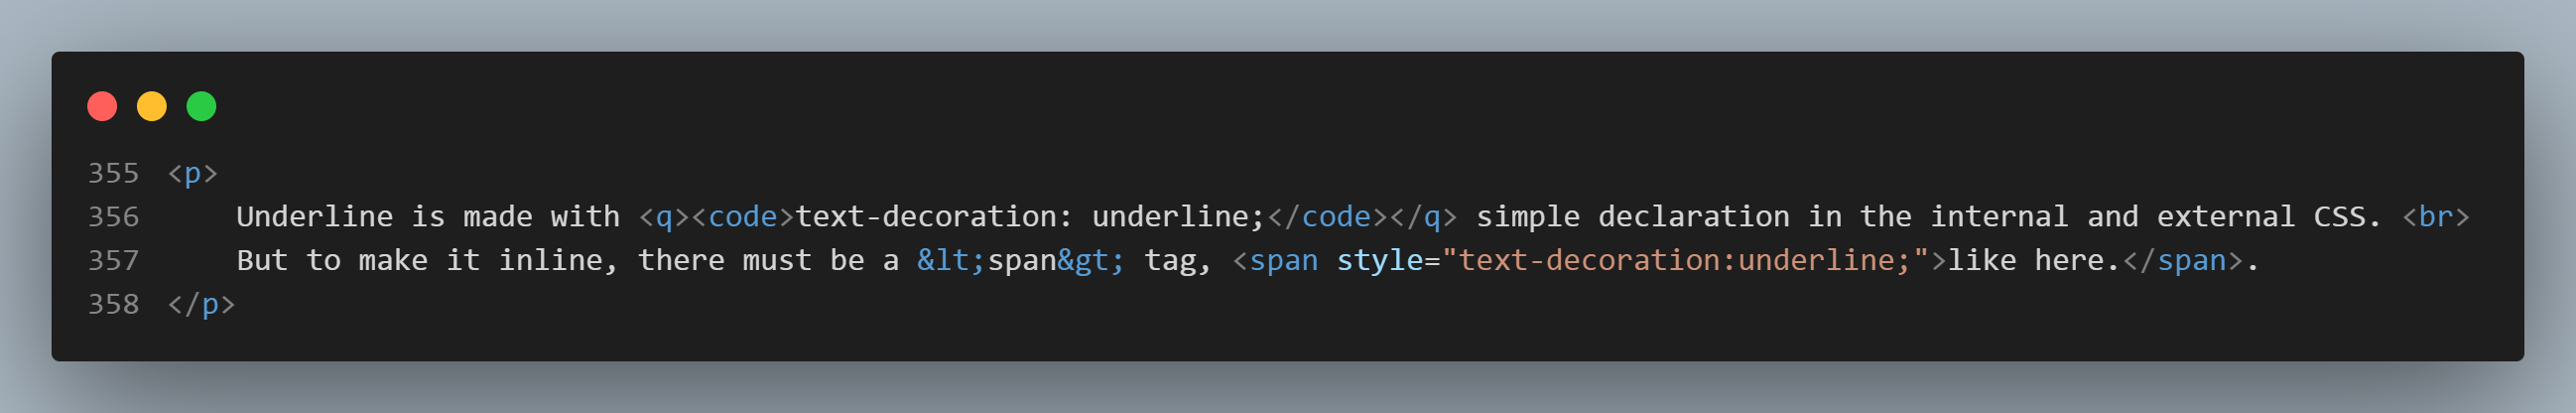 355 <p>
356 Underline is made with <q><code>text-decoration: underline;</code></q> simple declaration in the internal and external CSS. <br>
357 But to make it inline, there must be a &lt;span&gt; tag, <span style="text-decoration:underline;">like here.</span>.
358 </p>